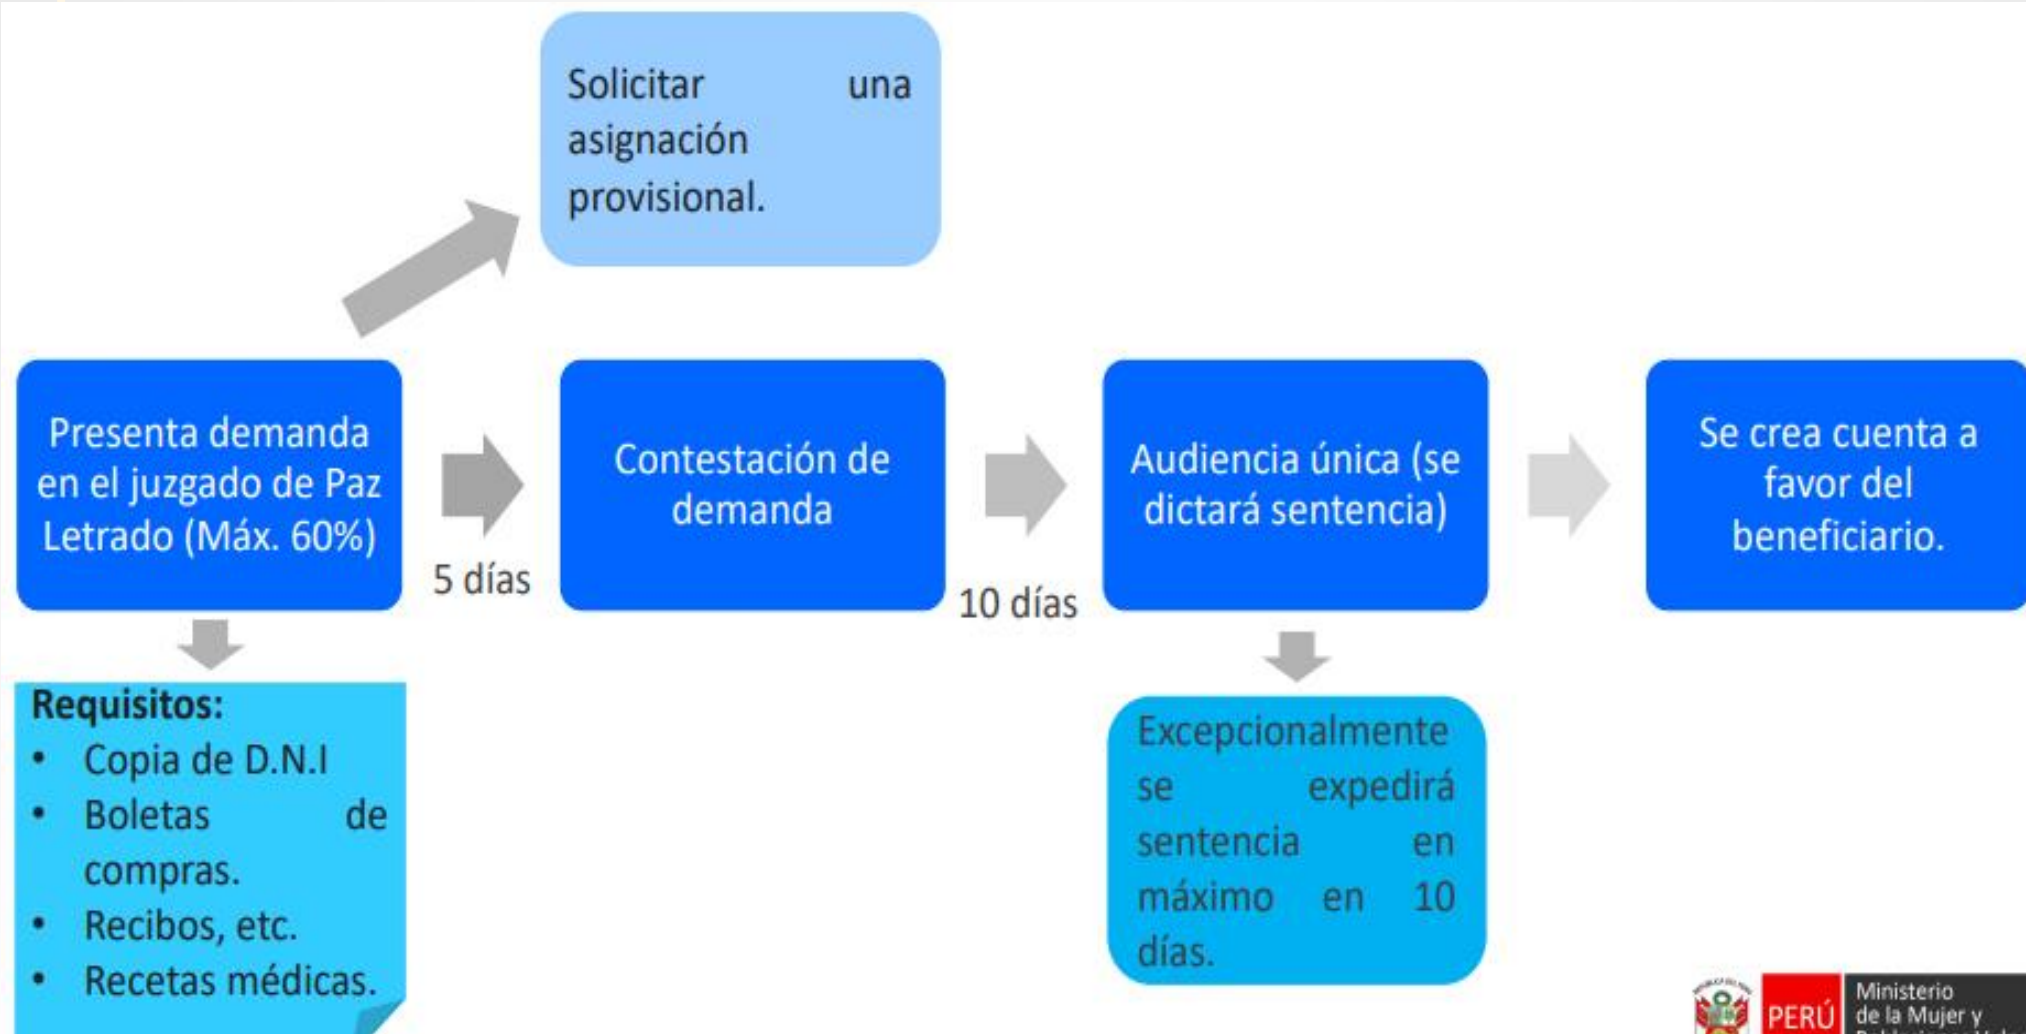 Solicitar una
asignación
provisional.
Presenta demanda
en el juzgado de Paz
Letrado (Máx. 60%)
5 días
Contestación de
demanda
10 días
Audiencia única (se
dictará sentencia)
Se crea cuenta a
favor del
beneficiario.
Requisitos:
• Copia de D.N.I
• Boletas de
compras.
• Recibos, etc.
• Recetas médicas.
Excepcionalmente
se expedirá
sentencia en
máximo en 10
días.
PERÚ
Ministerio
de la Mujer y